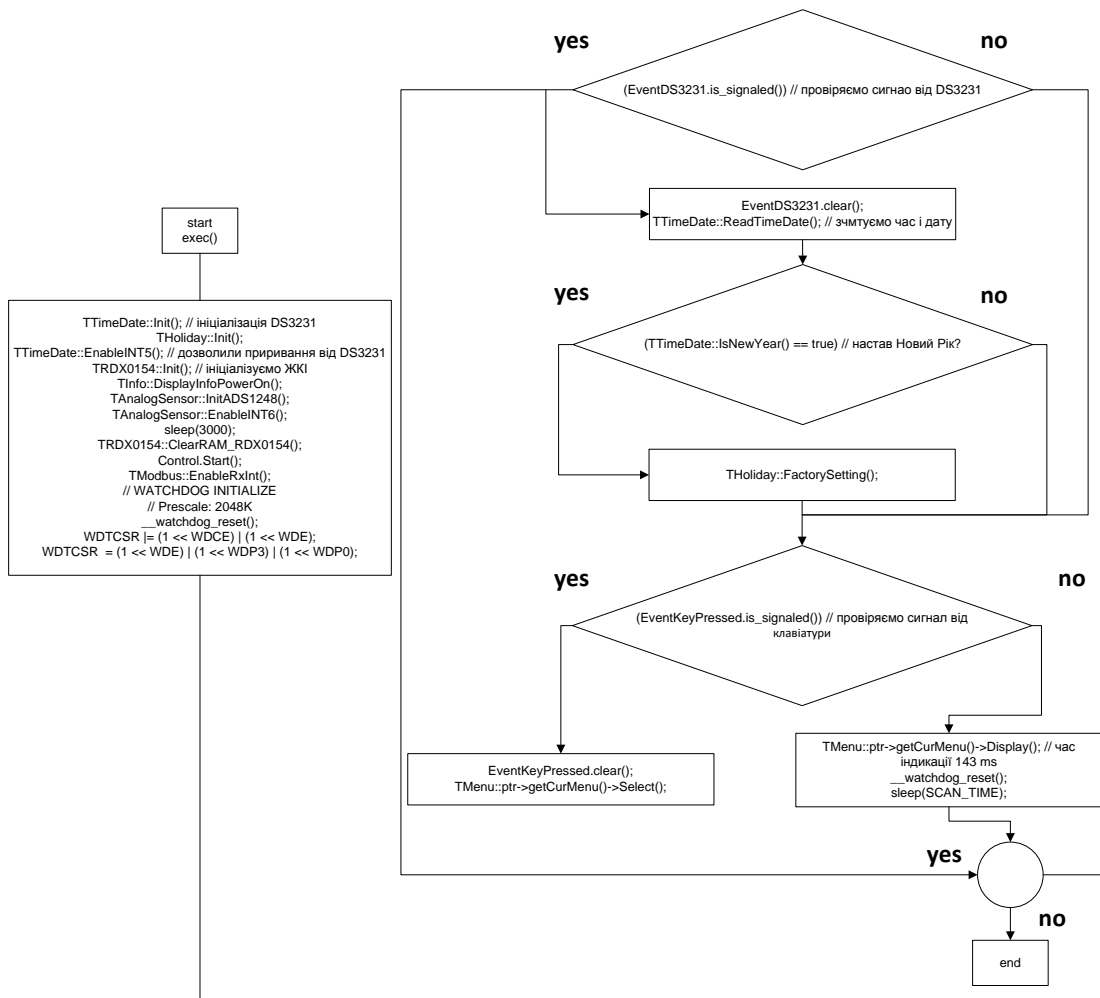 start
exec()
TTimeDate::Init(); // ініціалізація DS3231
THoliday::Init();
TTimeDate::EnableINT5(); // дозволили приривання від DS3231
TRDX0154::Init(); // ініціалізуємо ЖКІ
TInfo::DisplayInfoPowerOn();
TAnalogSensor::InitADS1248();
TAnalogSensor::EnableINT6();
sleep(3000);
TRDX0154::ClearRAM_RDX0154();
Control.Start();
TModbus::EnableRxInt();
// WATCHDOG INITIALIZE
// Prescale: 2048K
__watchdog_reset();
WDTCSR |= (1 << WDCE) | (1 << WDE);
WDTCSR = (1 << WDE) | (1 << WDP3) | (1 << WDP0);
yes
no
(EventDS3231.is_signaled()) // провіряємо сигнао від DS3231
EventDS3231.clear();
TTimeDate::ReadTimeDate(); // зчмтуємо час і дату
yes
no
(TTimeDate::IsNewYear() == true) // настав Новий Рік?
THoliday::FactorySetting();
yes
no
(EventKeyPressed.is_signaled()) // провіряємо сигнал від
клавіатури
EventKeyPressed.clear();
TMenu::ptr->getCurMenu()->Select();
TMenu::ptr->getCurMenu()->Display(); // час
індикації 143 ms
__watchdog_reset();
sleep(SCAN_TIME);
yes
no
end